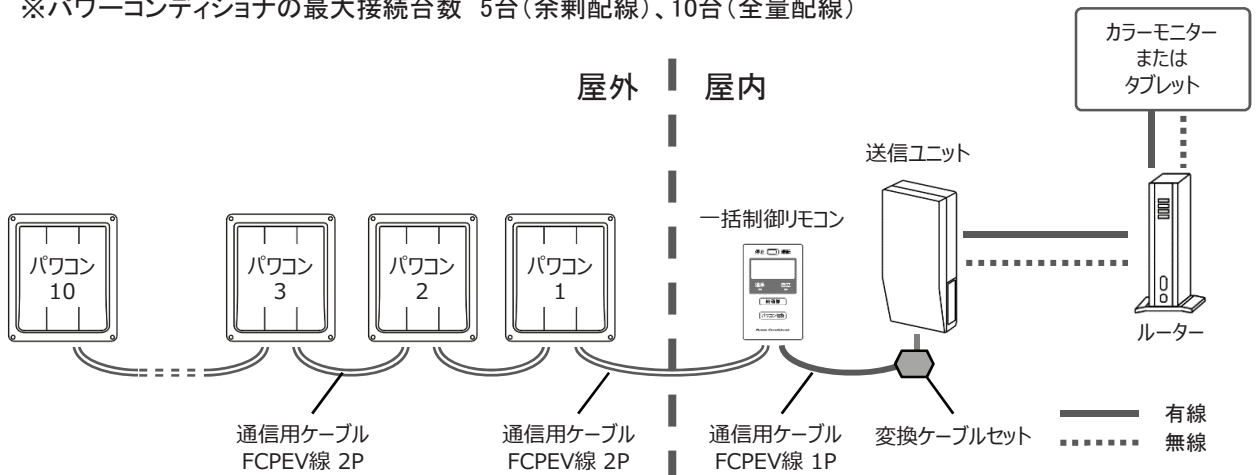 ※パワーコンディショナの最大接続台数 5台(余剰配線)、10台(全量配線)
カラーモニター
または
タブレット
屋外
屋内
送信ユニット
一括制御リモコン
パワコン
10
パワコン
3
パワコン
2
パワコン
1
ルーター
通信用ケーブル
FCPEV線 2P
通信用ケーブル
FCPEV線 2P
通信用ケーブル
FCPEV線 1P
変換ケーブルセット
有線
無線